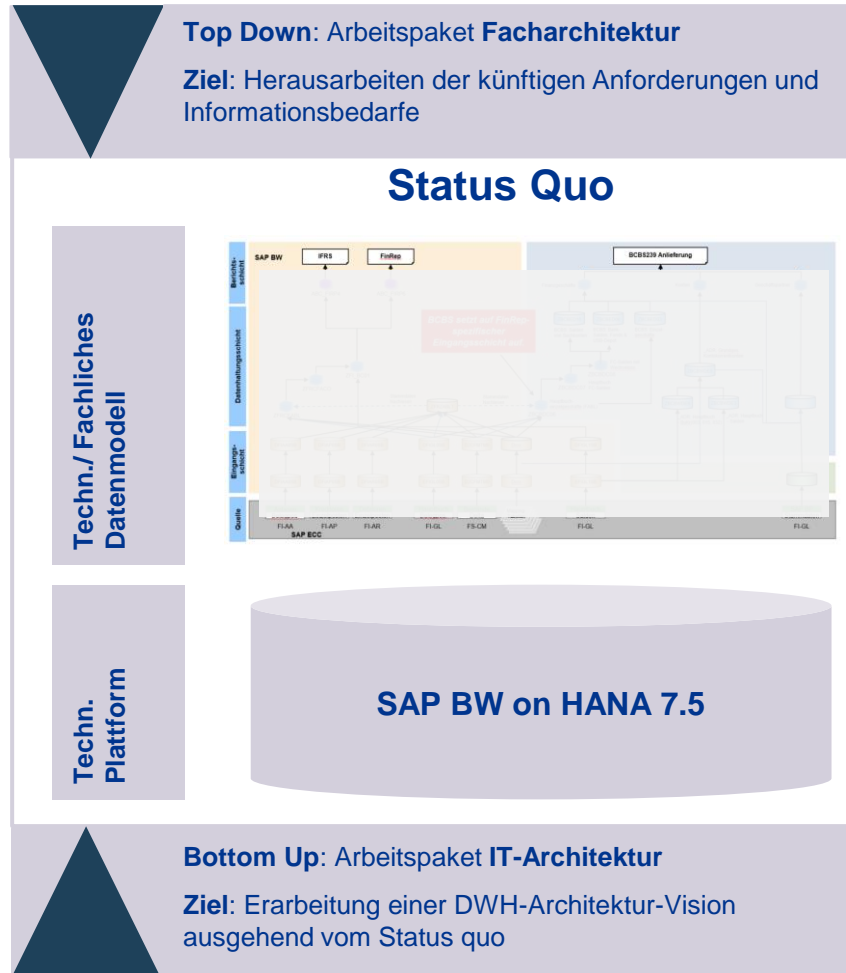 Top Down: Arbeitspaket Facharchitektur
Ziel: Herausarbeiten der künftigen Anforderungen und
Informationsbedarfe
Status Quo
Techn./ Fachliches
Datenmodell
Berichts-
schicht
Datenhaltungsschicht
Eingangs-
schicht
Quelle
SAP BW
IFRS
FinRep
BCBS239 Anlieferung
FI-AA
FI-AP
FI-AR
FI-GL
FS-CM
FI-GL
FI-GL
SAP ECC
Techn.
Plattform
SAP BW on HANA 7.5
Bottom Up: Arbeitspaket IT-Architektur
Ziel: Erarbeitung einer DWH-Architektur-Vision
ausgehend vom Status quo